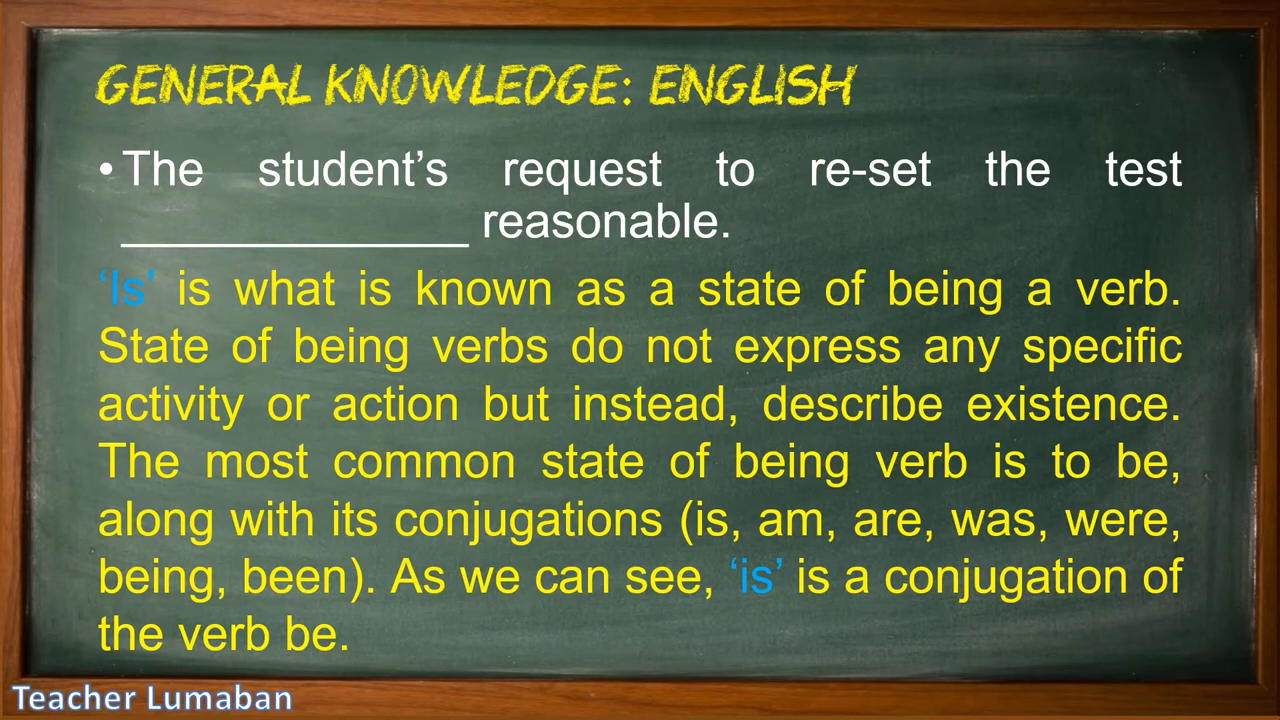 GENERAL KNOWLEDGE: ENGLISH
• The student’s request to re-set the test
_____________ reasonable.
‘Is’ is what is known as a state of being a verb.
State of being verbs do not express any specific
activity or action but instead, describe existence.
The most common state of being verb is to be,
along with its conjugations (is, am, are, was, were,
being, been). As we can see, ‘is’ is a conjugation of
the verb be.
Teacher Lumaban